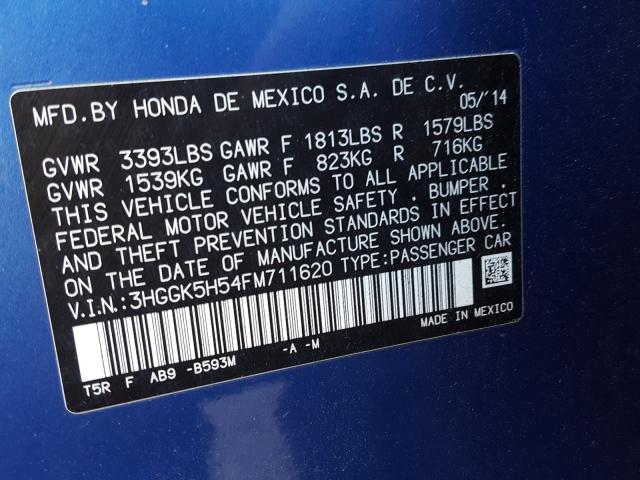 MFD.BY HONDA DE MEXICO S.A. DE C.V.
05/'14
GVWR 3393LBS GAWR F 1813LBS R 1579LBS
GVWR 1539KG GAWR F 823KG R 716KG
THIS VEHICLE CONFORMS TO ALL APPLICABLE
FEDERAL MOTOR VEHICLE SAFETY . BUMPER .
AND THEFT PREVENTION STANDARDS IN EFFECT
ON THE DATE OF MANUFACTURE SHOWN ABOVE.
V.I.N.:3HGGK5H54FM711620 TYPE:PASSENGER CAR
MADE IN MEXICO
T5R F AB9 -B593M -A -M